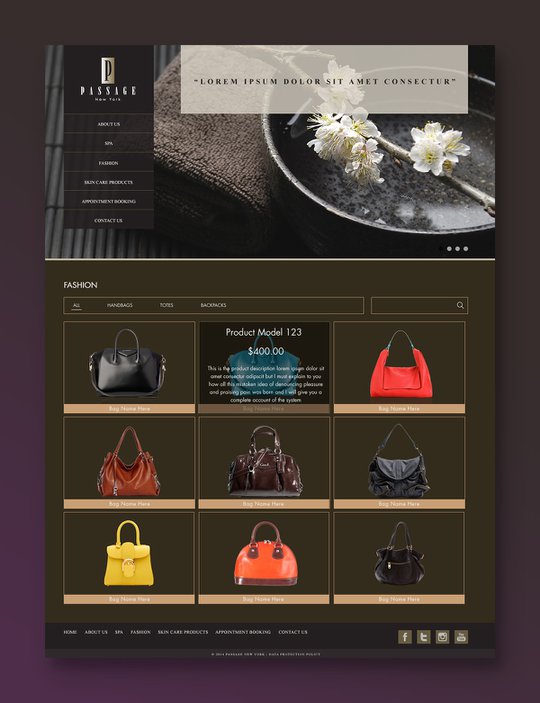 P
PASSAGE
New York
"LOREM IPSUM DOLOR SIT AMET CONSECTUR"
ABOUT US
SPA
FASHION
SKIN CARE PRODUCTS
APPOINTMENT BOOKING
CONTACT US
FASHION
ALL HANDBAGS TOTES BACKPACKS
Product Model 123
$400.00
This is the product description lorem ipsum dolor sit
amet consectur adipscit but I must explain to you
how all this mistaken idea of denouncing pleasure
and praising pain was born and I will give you a
complete account of the system
Bag Name Here Bag Name Here Bag Name Here
Bag Name Here Bag Name Here Bag Name Here
Bag Name Here Bag Name Here Bag Name Here
HOME ABOUT US SPA FASHION SKIN CARE PRODUCTS APPOINTMENT BOOKING CONTACT US
© 2014 PASSAGE NEW YORK | DATA PROTECTION POLICY